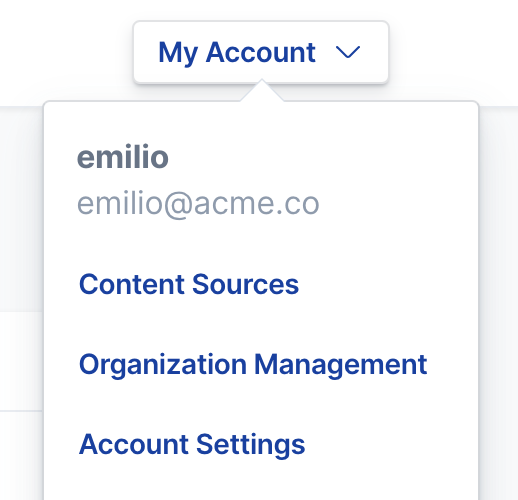 My Account
emilio
emilio@acme.co
Content Sources
Organization Management
Account Settings